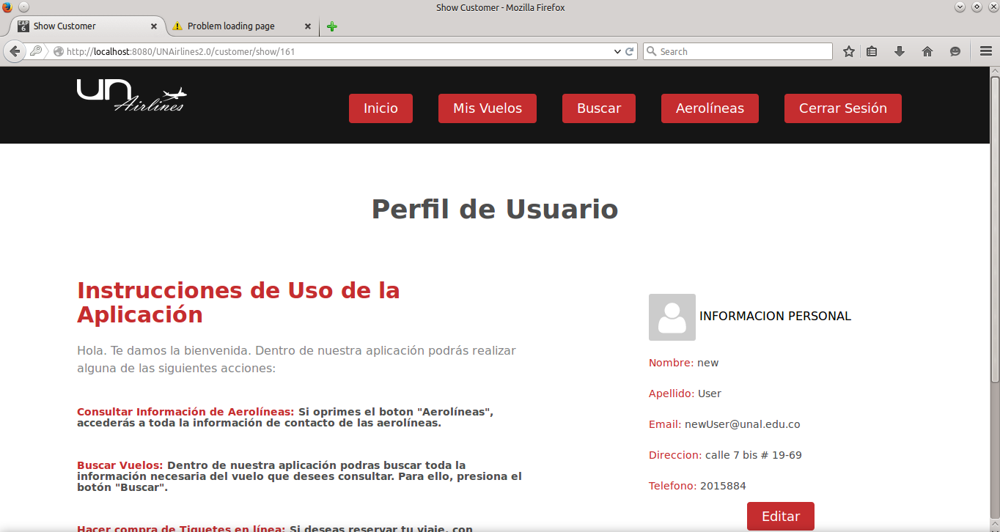 Show Customer - Mozilla Firefox
EAP 6 Show Customer
Problem loading page
http://localhost:8080/UNAirlines2.0/customer/show/161
Search
un Airlines
Inicio
Mis Vuelos
Buscar
Aerolíneas
Cerrar Sesión
Perfil de Usuario
Instrucciones de Uso de la
Aplicación
Hola. Te damos la bienvenida. Dentro de nuestra aplicación podrás realizar
alguna de las siguientes acciones:
Consultar Información de Aerolíneas: Si oprimes el boton "Aerolíneas",
accederás a toda la información de contacto de las aerolíneas.
Buscar Vuelos: Dentro de nuestra aplicación podras buscar toda la
información necesaria del vuelo que desees consultar. Para ello, presiona el
botón "Buscar".
Hacer compra de Tiquetes en línea: Si deseas reservar tu viaje, con
INFORMACION PERSONAL
Nombre: new
Apellido: User
Email: newUser@unal.edu.co
Direccion: calle 7 bis # 19-69
Telefono: 2015884
Editar